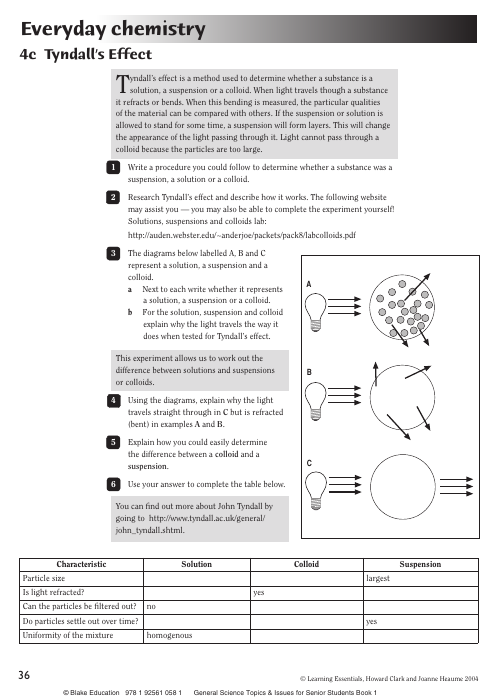 Everyday chemistry
4c Tyndall's Effect
Tyndall's effect is a method used to determine whether a substance is a
solution, a suspension or a colloid. When light travels though a substance
it refracts or bends. When this bending is measured, the particular qualities
of the material can be compared with others. If the suspension or solution is
allowed to stand for some time, a suspension will form layers. This will change
the appearance of the light passing through it. Light cannot pass through a
colloid because the particles are too large.
1 Write a procedure you could follow to determine whether a substance was a
suspension, a solution or a colloid.
2 Research Tyndall's effect and describe how it works. The following website
may assist you — you may also be able to complete the experiment yourself!
Solutions, suspensions and colloids lab:
http://auden.webster.edu/~anderjoe/packets/pack8/labcolloids.pdf
3 The diagrams below labelled A, B and C
represent a solution, a suspension and a
colloid.
a Next to each write whether it represents
a solution, a suspension or a colloid.
b For the solution, suspension and colloid
explain why the light travels the way it
does when tested for Tyndall's effect.
This experiment allows us to work out the
difference between solutions and suspensions
or colloids.
4 Using the diagrams, explain why the light
travels straight through in C but is refracted
(bent) in examples A and B.
5 Explain how you could easily determine
the difference between a colloid and a
suspension.
6 Use your answer to complete the table below.
You can find out more about John Tyndall by
going to http://www.tyndall.ac.uk/general/
john_tyndall.shtml.
A
B
C
Characteristic Solution Colloid Suspension
Particle size largest
Is light refracted? yes
Can the particles be filtered out? no
Do particles settle out over time? yes
Uniformity of the mixture homogenous
36
© Learning Essentials, Howard Clark and Joanne Heaume 2004
© Blake Education 978 1 92561 058 1 General Science Topics & Issues for Senior Students Book 1